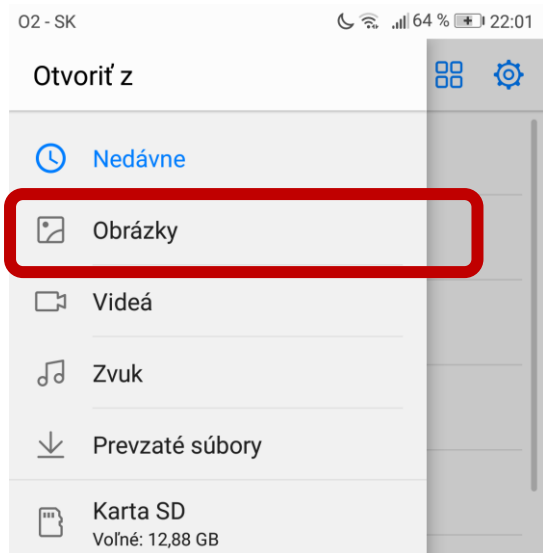 O2 - SK 64 % 22:01
Otvoriť z
Nedávne
Obrázky
Videá
Zvuk
Prevzaté súbory
Karta SD
Voľné: 12,88 GB